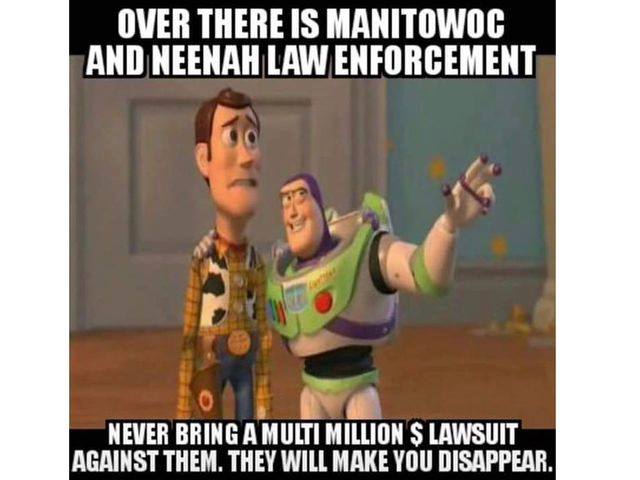 OVER THERE IS MANITOWOC
AND NEENAH LAW ENFORCEMENT
NEVER BRING A MULTI MILLION $ LAWSUIT
AGAINST THEM. THEY WILL MAKE YOU DISAPPEAR.